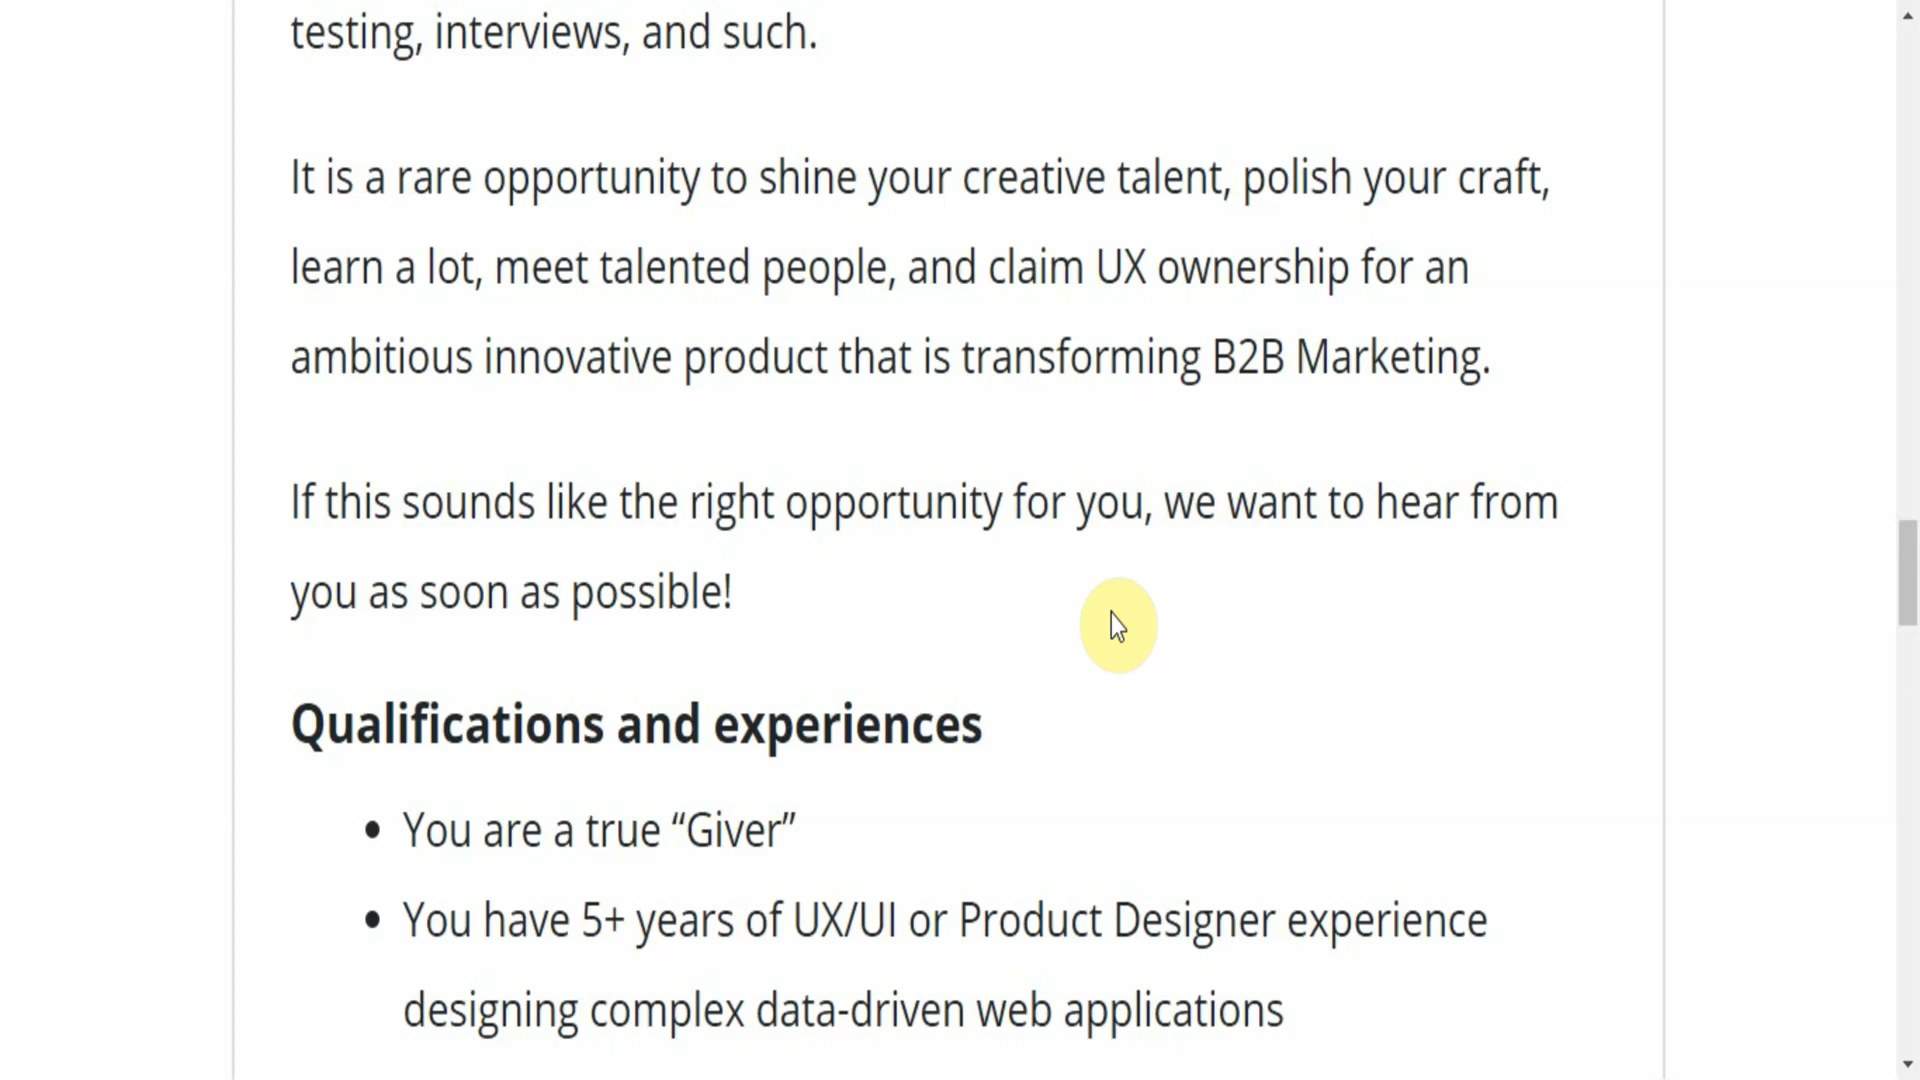 testing, interviews, and such.
It is a rare opportunity to shine your creative talent, polish your craft,
learn a lot, meet talented people, and claim UX ownership for an
ambitious innovative product that is transforming B2B Marketing.
If this sounds like the right opportunity for you, we want to hear from
you as soon as possible!
Qualifications and experiences
• You are a true “Giver”
• You have 5+ years of UX/UI or Product Designer experience
designing complex data-driven web applications